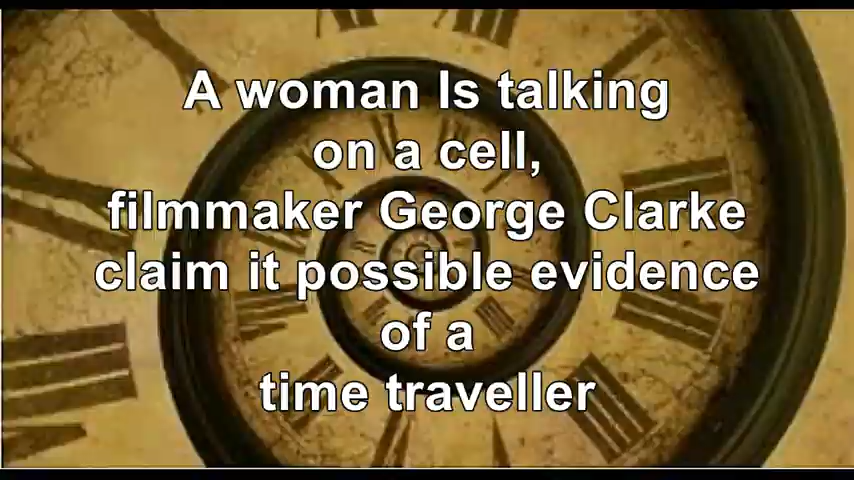 A woman Is talking
on a cell,
filmmaker George Clarke
claim it possible evidence
of a
time traveller